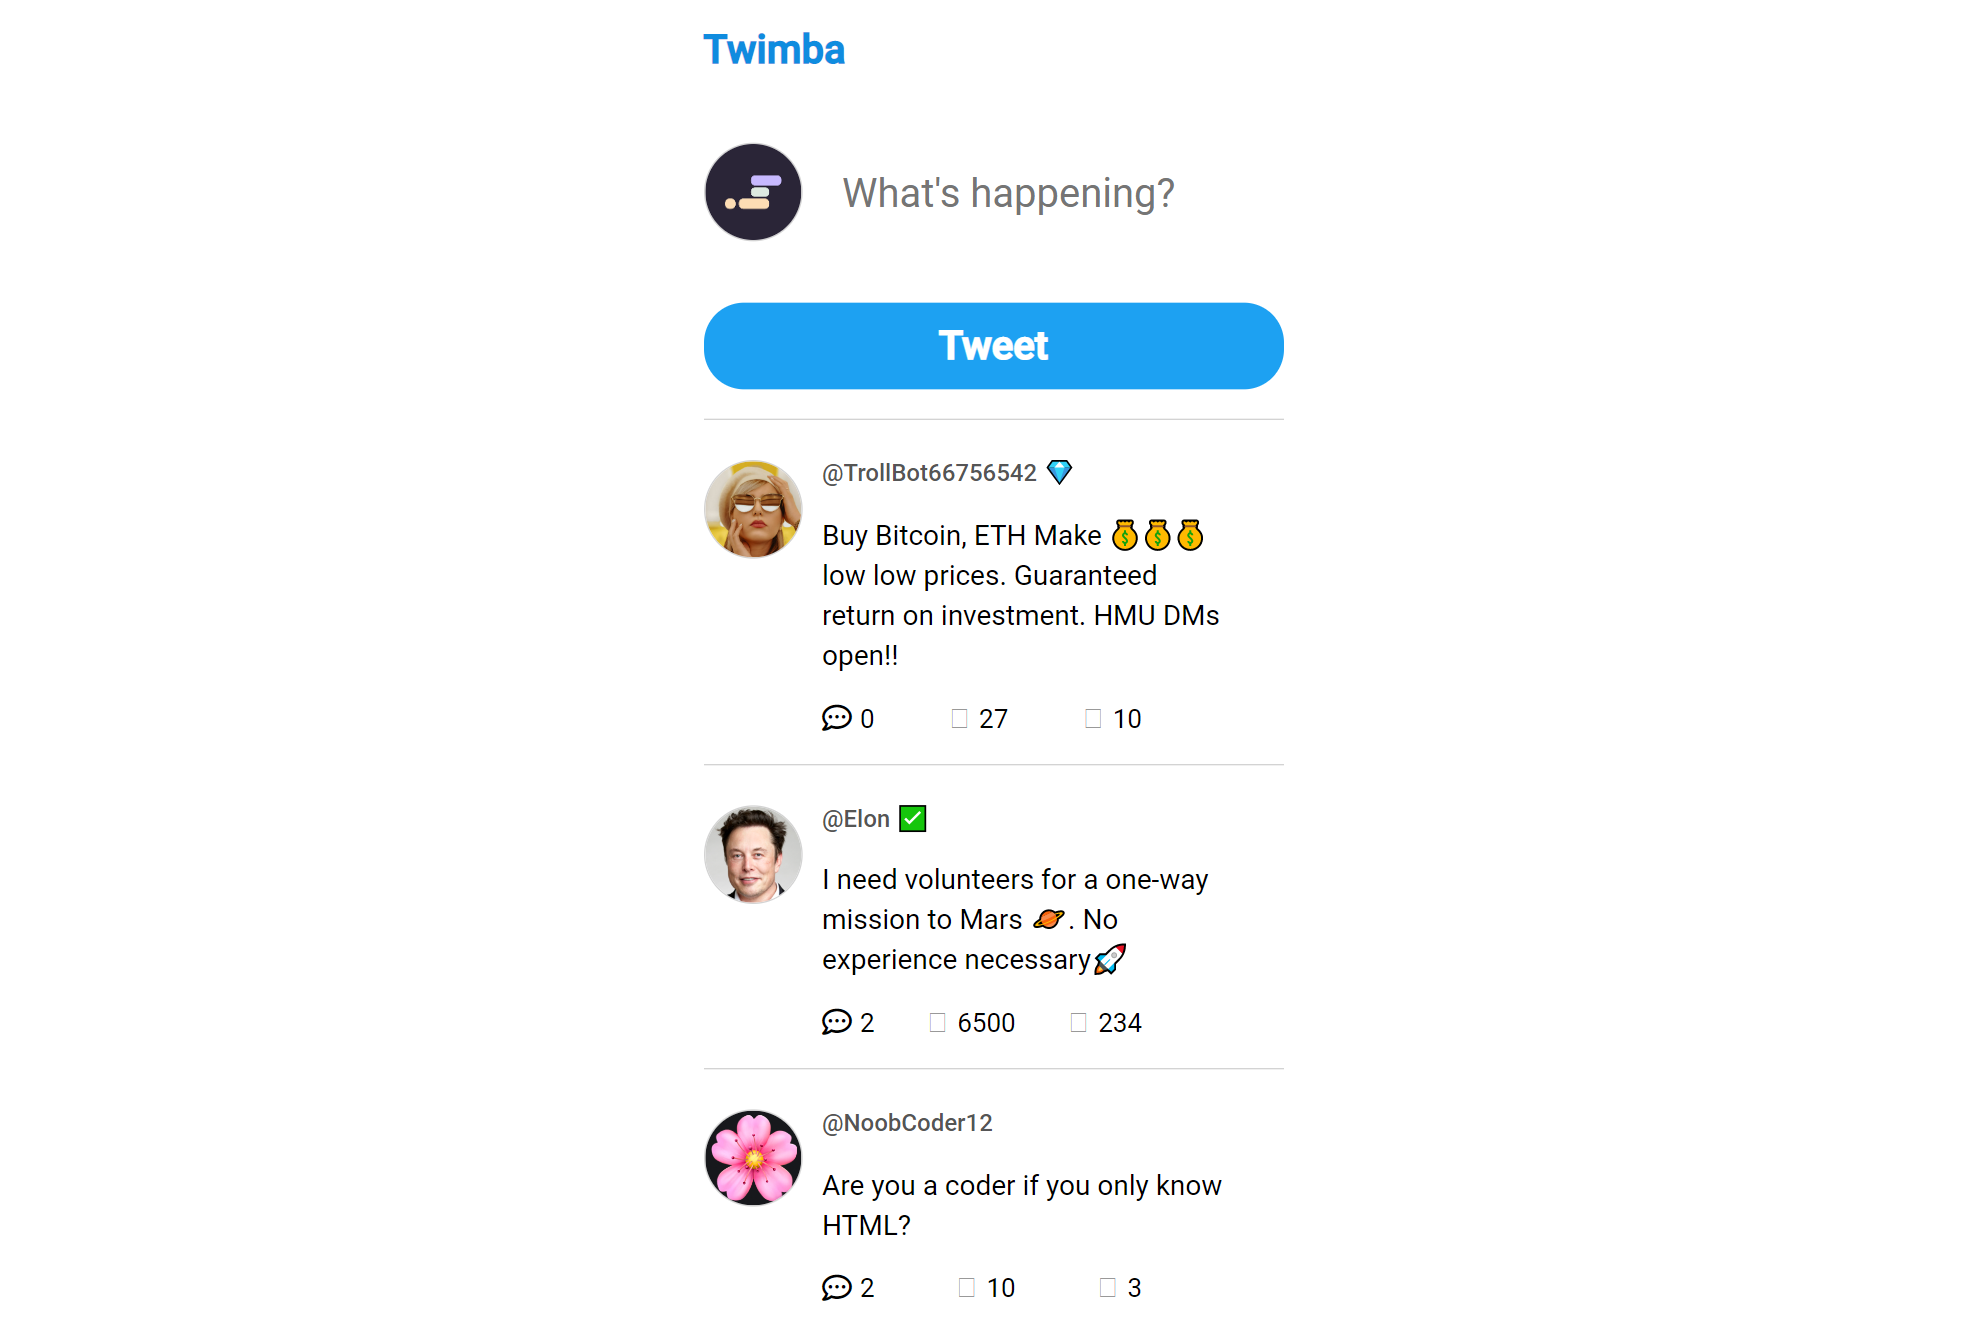 Twimba
What's happening?
Tweet
@TrollBot66756542 💎
Buy Bitcoin, ETH Make 💰💰💰
low low prices. Guaranteed
return on investment. HMU DMs
open!!
0 27 10
@Elon ✅
I need volunteers for a one-way
mission to Mars 🪐. No
experience necessary🚀
2 6500 234
@NoobCoder12
Are you a coder if you only know
HTML?
2 10 3